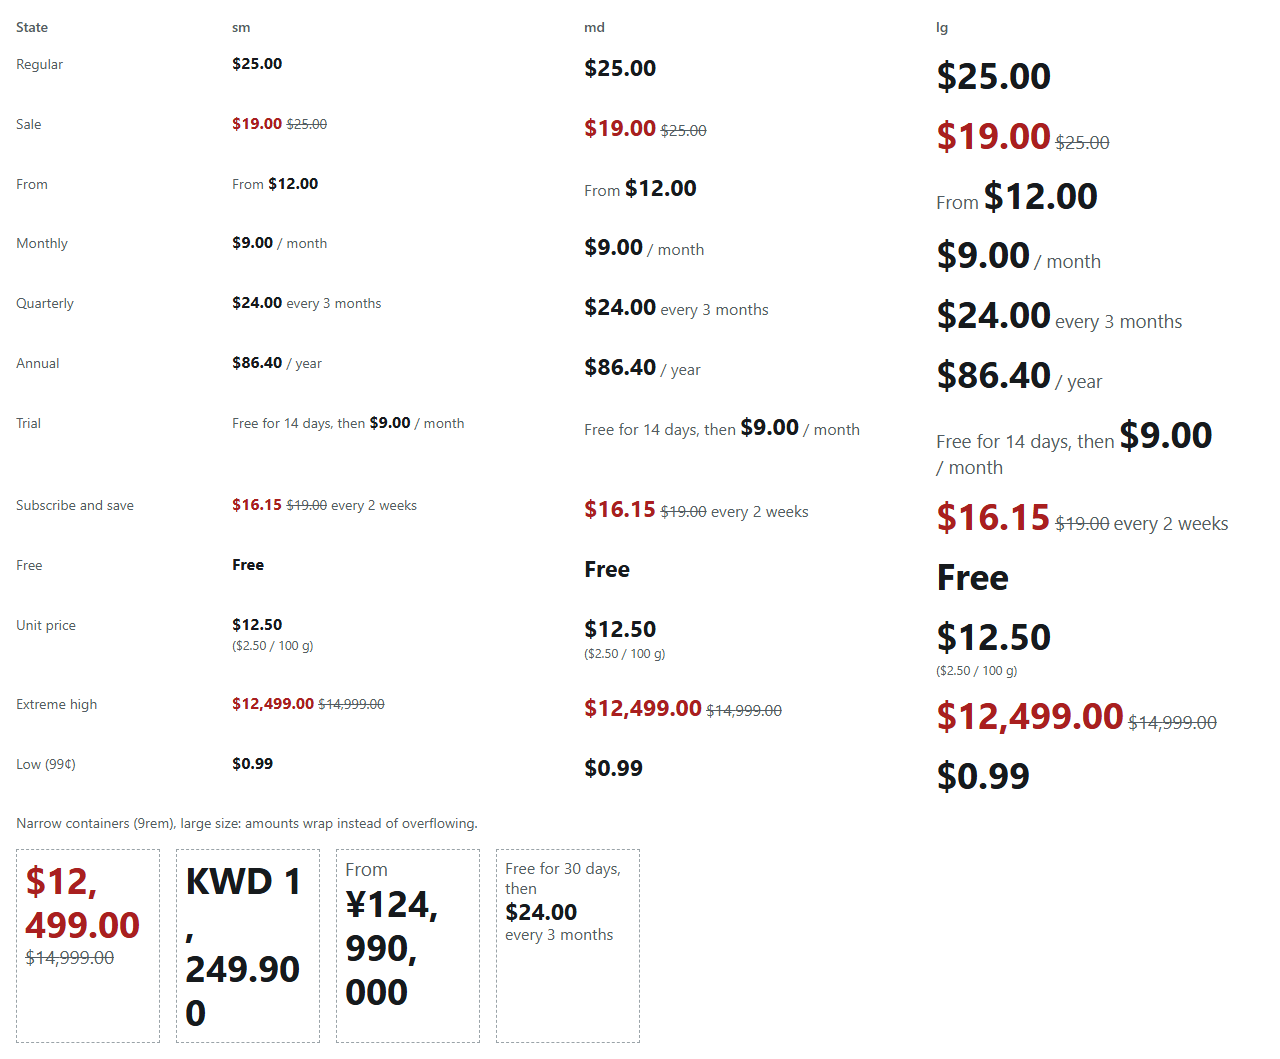 State sm md lg
Regular $25.00 $25.00 $25.00
Sale $19.00 $25.00 $19.00 $25.00 $19.00 $25.00
From From $12.00 From $12.00 From $12.00
Monthly $9.00 / month $9.00 / month $9.00 / month
Quarterly $24.00 every 3 months $24.00 every 3 months $24.00 every 3 months
Annual $86.40 / year $86.40 / year $86.40 / year
Trial Free for 14 days, then $9.00 / month Free for 14 days, then $9.00 / month Free for 14 days, then $9.00
/ month
Subscribe and save $16.15 $19.00 every 2 weeks $16.15 $19.00 every 2 weeks $16.15 $19.00 every 2 weeks
Free Free Free Free
Unit price $12.50 $12.50 $12.50
($2.50 / 100 g) ($2.50 / 100 g) ($2.50 / 100 g)
Extreme high $12,499.00 $14,999.00 $12,499.00 $14,999.00 $12,499.00 $14,999.00
Low (99¢) $0.99 $0.99 $0.99
Narrow containers (9rem), large size: amounts wrap instead of overflowing.
$12,
499.00
$14,999.00
KWD 1
,
249.90
0
From
¥124,
990,
000
Free for 30 days,
then
$24.00
every 3 months